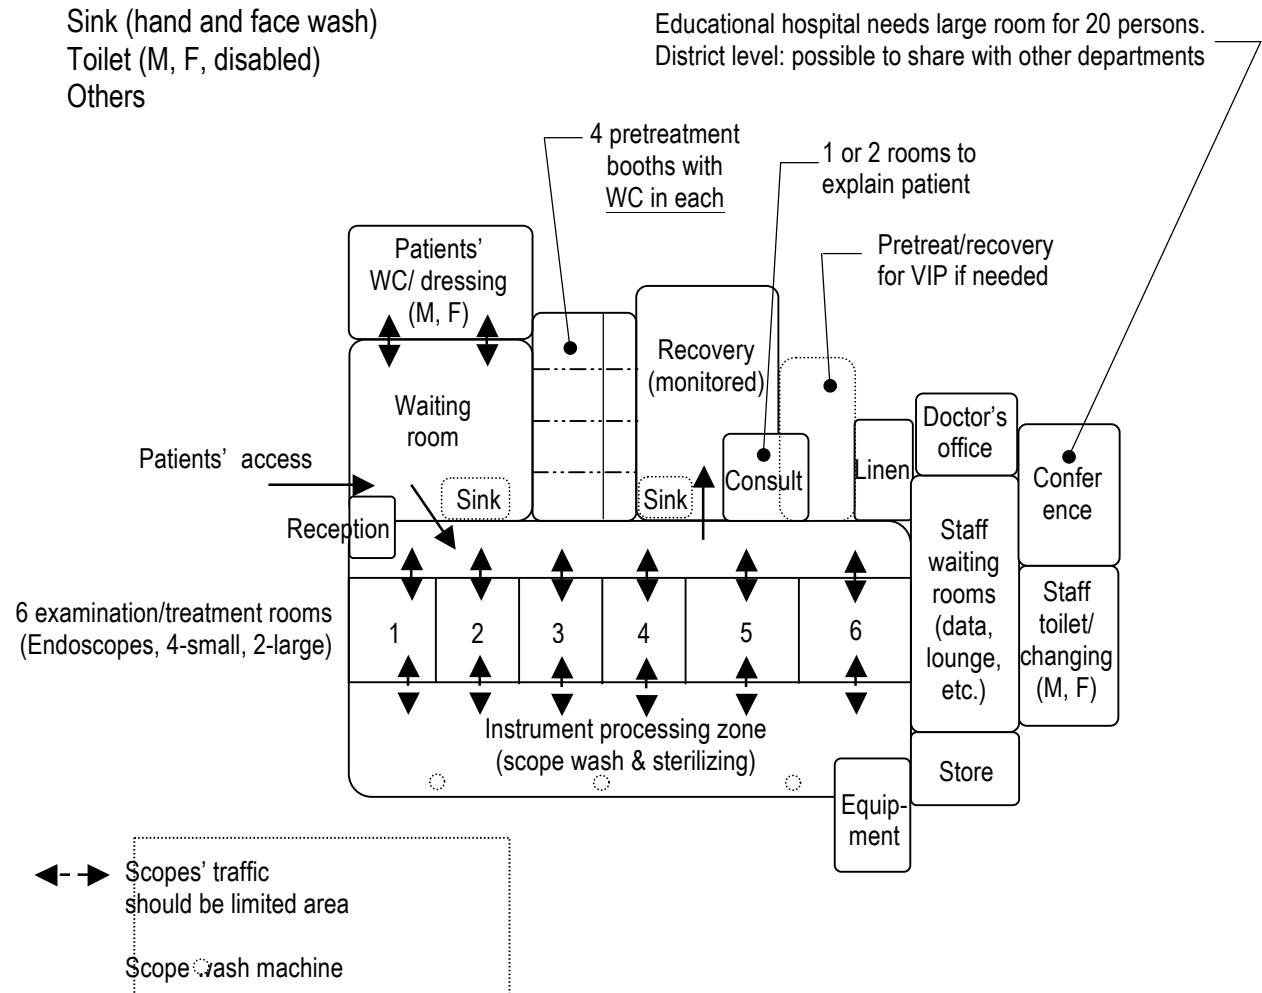 Sink (hand and face wash)
Toilet (M, F, disabled)
Others
Educational hospital needs large room for 20 persons.
District level: possible to share with other departments
4 pretreatment
booths with
WC in each
1 or 2 rooms to
explain patient
Pretreat/recovery
for VIP if needed
Patients’
WC/ dressing
(M, F)
Recovery
(monitored)
Waiting
room
Doctor’s
office
Patients’ access
Sink
Sink
Consult
Linen
Confer
ence
Reception
Staff
waiting
rooms
(data,
lounge,
etc.)
6 examination/treatment rooms
(Endoscopes, 4-small, 2-large)
1
2
3
4
5
6
Staff
toilet/
changing
(M, F)
Instrument processing zone
(scope wash & sterilizing)
Store
Equip-
ment
Scopes’ traffic
should be limited area
Scope wash machine